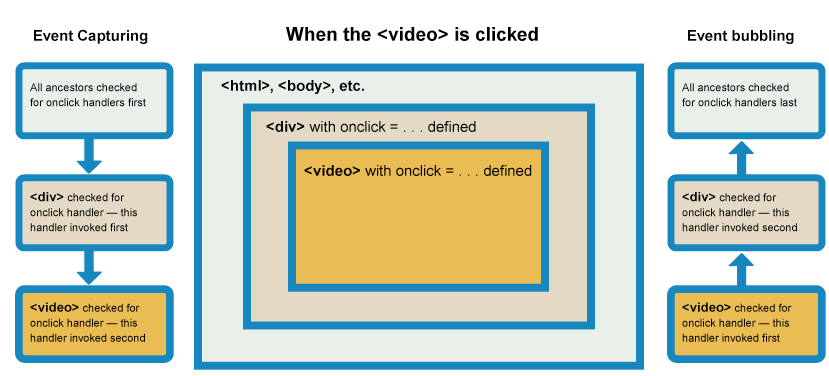 Event Capturing
All ancestors checked
for onclick handlers first
<div> checked for
onclick handler — this
handler invoked first
<video> checked for
onclick handler — this
handler invoked second
When the <video> is clicked
<html>, <body>, etc.
<div> with onclick = . . . defined
<video> with onclick = . . . defined
Event bubbling
All ancestors checked
for onclick handlers last
<div> checked for
onclick handler — this
handler invoked second
<video> checked for
onclick handler — this
handler invoked first